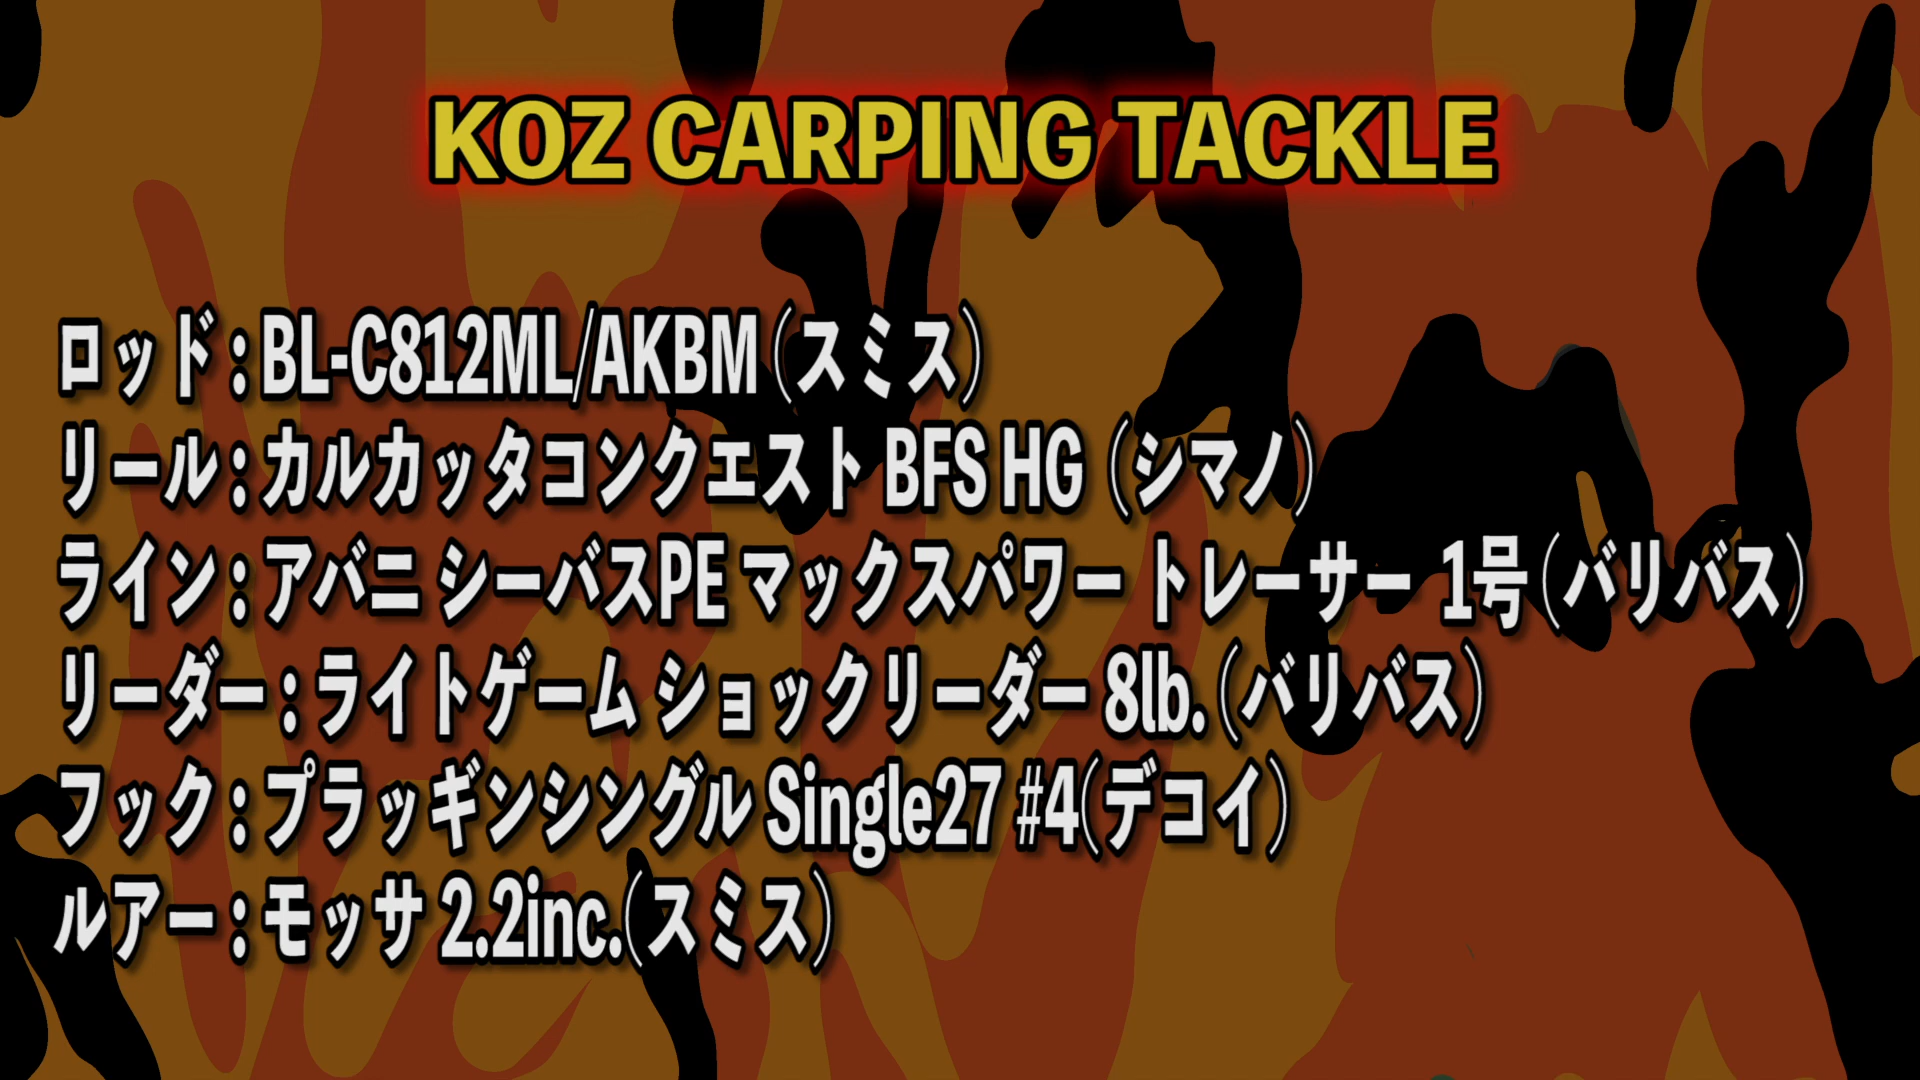 KOZ CARPING TACKLE
ロッド：BL-C812ML/AKBM（スミス）
リール：カルカッタコンクエスト BFS HG（シマノ）
ライン：アバニ シーバスPE マックスパワー トレーサー 1号（バリバス）
リーダー：ライトゲーム ショックリーダー 8lb.（バリバス）
フック：プラッギンシングル Single27 #4（デコイ）
ルアー：モッサ 2.2inc.（スミス）